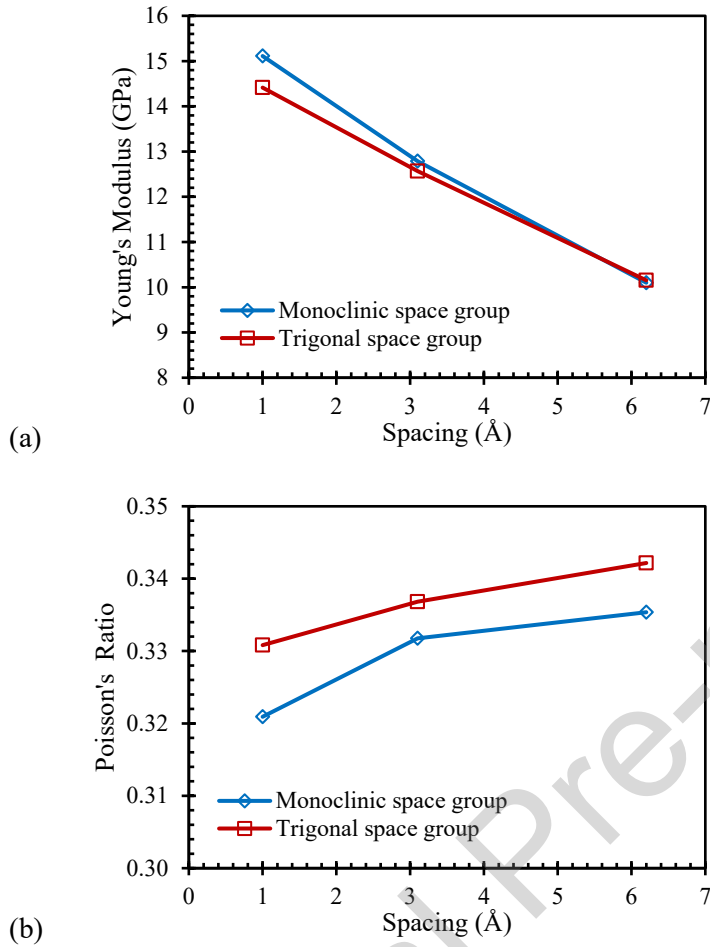 16
15
14
13
12
11
10
9
8
Young's Modulus (GPa)
Monoclinic space group
Trigonal space group
0 1 2 3 4 5 6 7
Spacing (Å)
(a)
0.35
0.34
0.33
0.32
0.31
0.30
Poisson's Ratio
Monoclinic space group
Trigonal space group
0 1 2 3 4 5 6 7
Spacing (Å)
(b)
Pre-